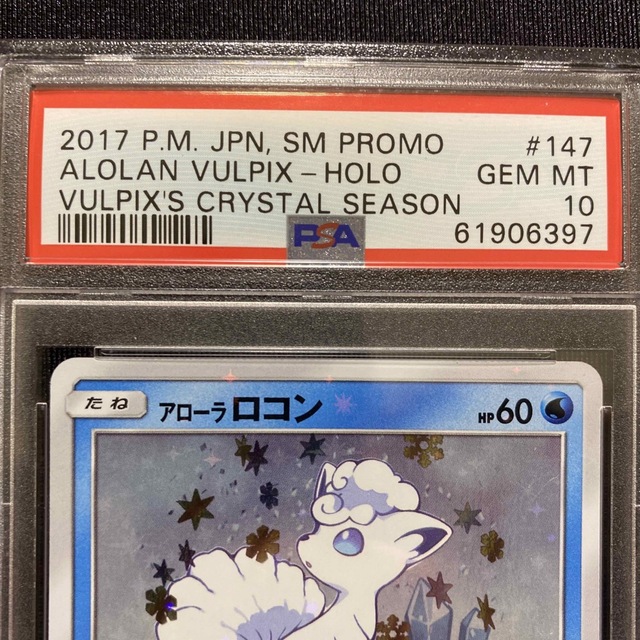 2017 P.M. JPN, SM PROMO #147
ALOLAN VULPIX - HOLO GEM MT
VULPIX'S CRYSTAL SEASON 10
PSA 61906397
たね アローラロコン HP60